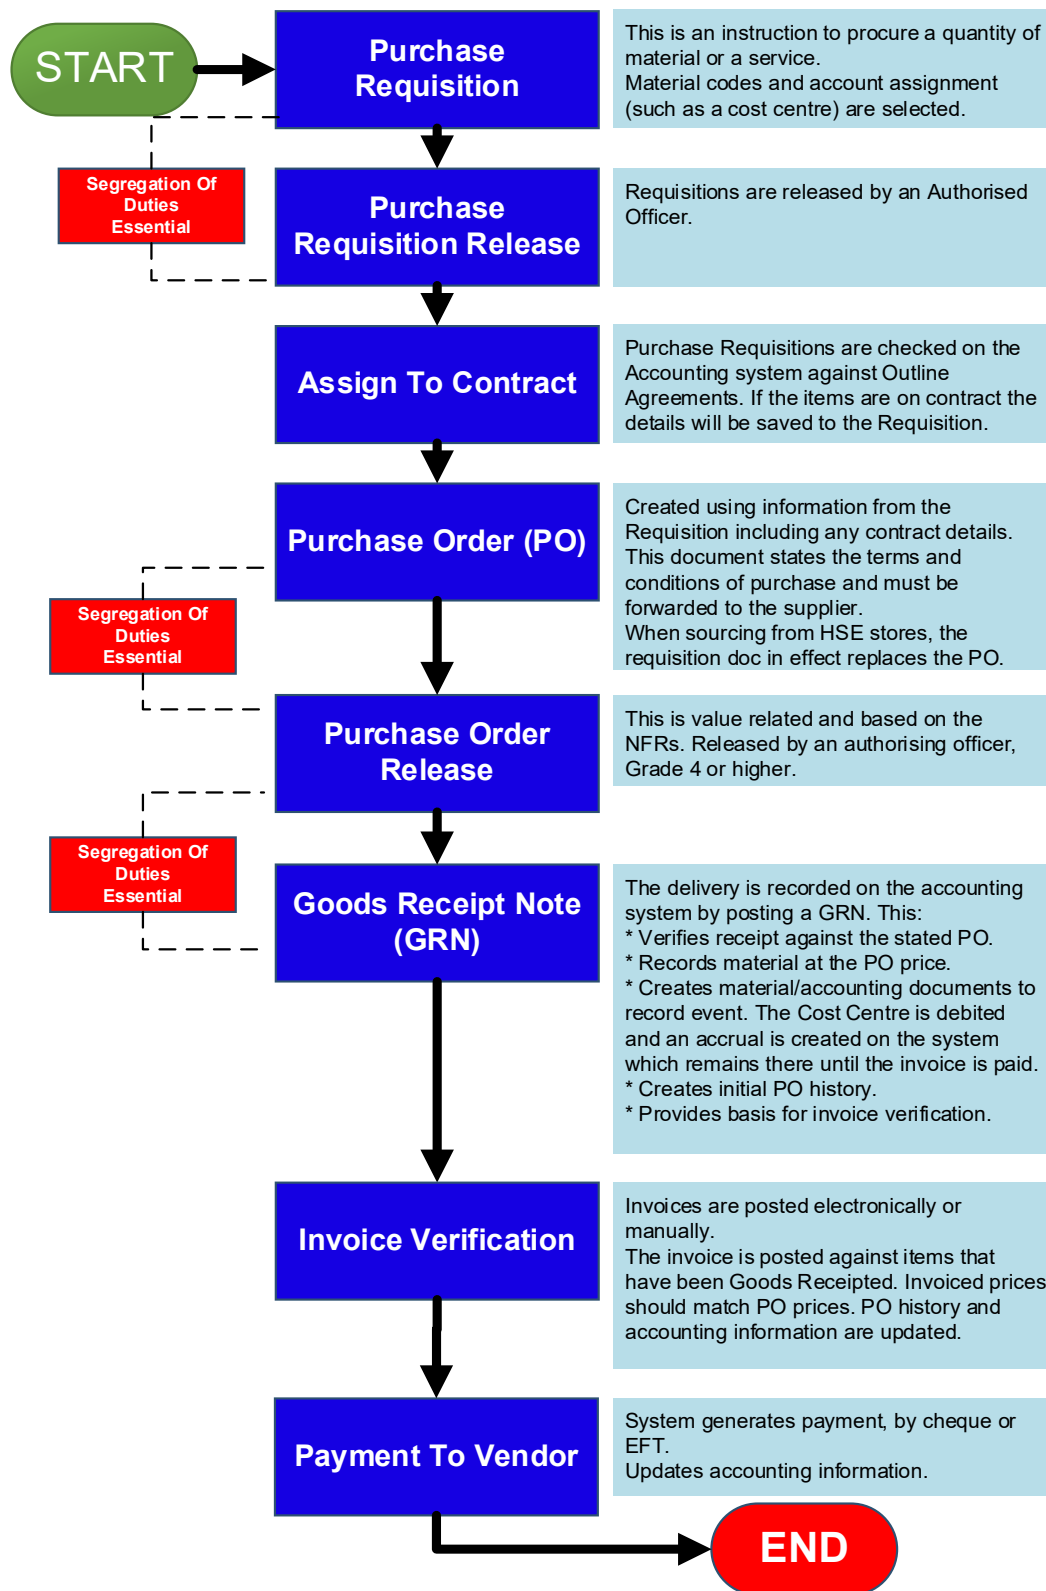 START
Purchase
Requisition
This is an instruction to procure a quantity of
material or a service.
Material codes and account assignment
(such as a cost centre) are selected.
Segregation Of
Duties
Essential
Purchase
Requisition Release
Requisitions are released by an Authorised
Officer.
Assign To Contract
Purchase Requisitions are checked on the
Accounting system against Outline
Agreements. If the items are on contract the
details will be saved to the Requisition.
Purchase Order (PO)
Created using information from the
Requisition including any contract details.
This document states the terms and
conditions of purchase and must be
forwarded to the supplier.
When sourcing from HSE stores, the
requisition doc in effect replaces the PO.
Segregation Of
Duties
Essential
Purchase Order
Release
This is value related and based on the
NFRs. Released by an authorising officer,
Grade 4 or higher.
Segregation Of
Duties
Essential
Goods Receipt Note
(GRN)
The delivery is recorded on the accounting
system by posting a GRN. This:
* Verifies receipt against the stated PO.
* Records material at the PO price.
* Creates material/accounting documents to
record event. The Cost Centre is debited
and an accrual is created on the system
which remains there until the invoice is paid.
* Creates initial PO history.
* Provides basis for invoice verification.
Invoice Verification
Invoices are posted electronically or
manually.
The invoice is posted against items that
have been Goods Receipted. Invoiced prices
should match PO prices. PO history and
accounting information are updated.
Payment To Vendor
System generates payment, by cheque or
EFT.
Updates accounting information.
END